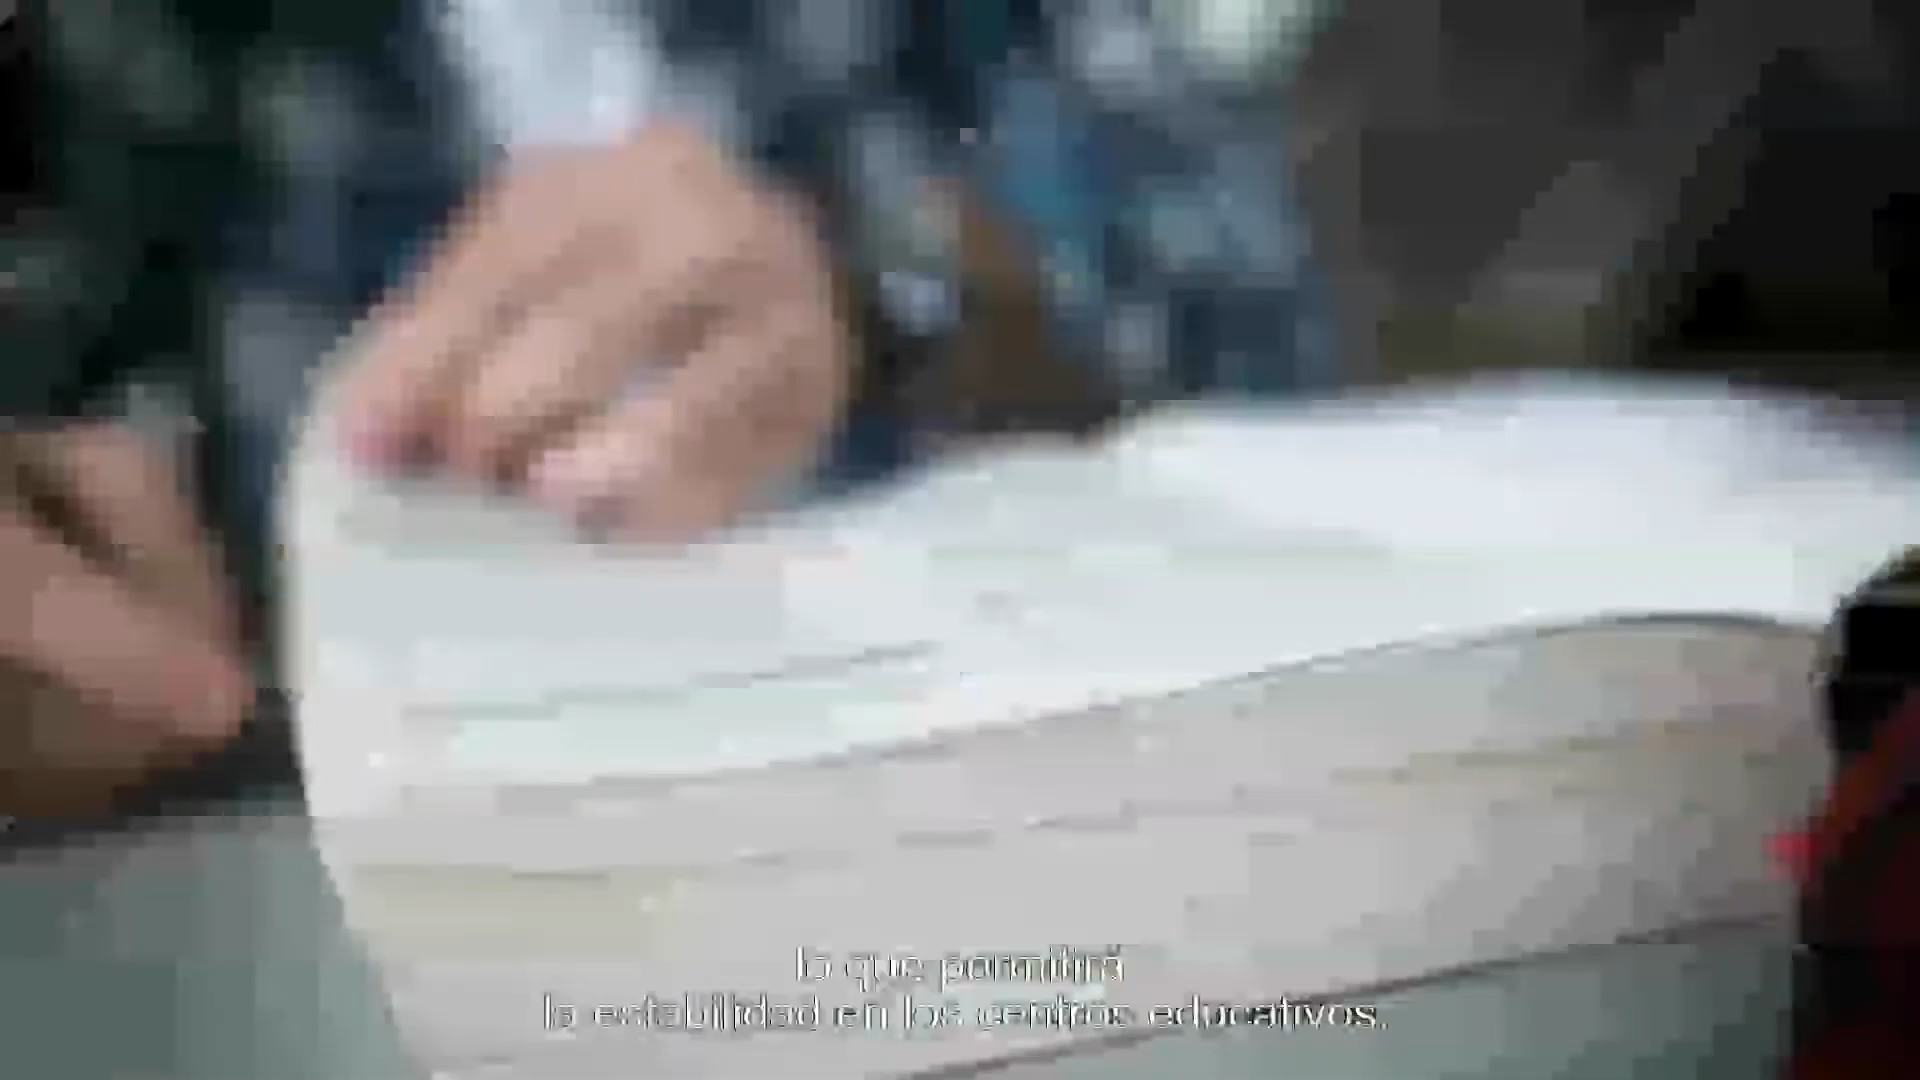 lo que permitirá
la estabilidad en los centros educativos.